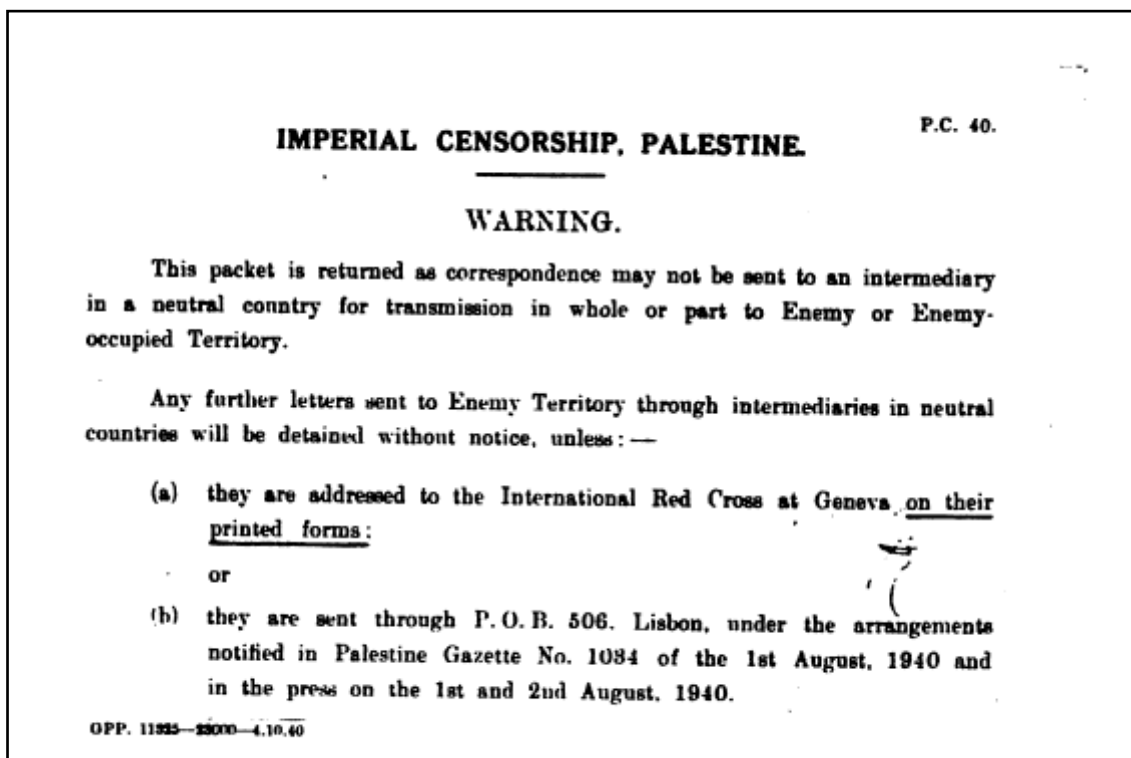 P.C. 40.
IMPERIAL CENSORSHIP, PALESTINE.
WARNING.
This packet is returned as correspondence may not be sent to an intermediary
in a neutral country for transmission in whole or part to Enemy or Enemy-
occupied Territory.
Any further letters sent to Enemy Territory through intermediaries in neutral
countries will be detained without notice, unless:—
(a) they are addressed to the International Red Cross at Geneva on their
printed forms:
or
(b) they are sent through P.O.B. 506. Lisbon, under the arrangements
notified in Palestine Gazette No. 1034 of the 1st August, 1940 and
in the press on the 1st and 2nd August, 1940.
GPP. 4.10.40